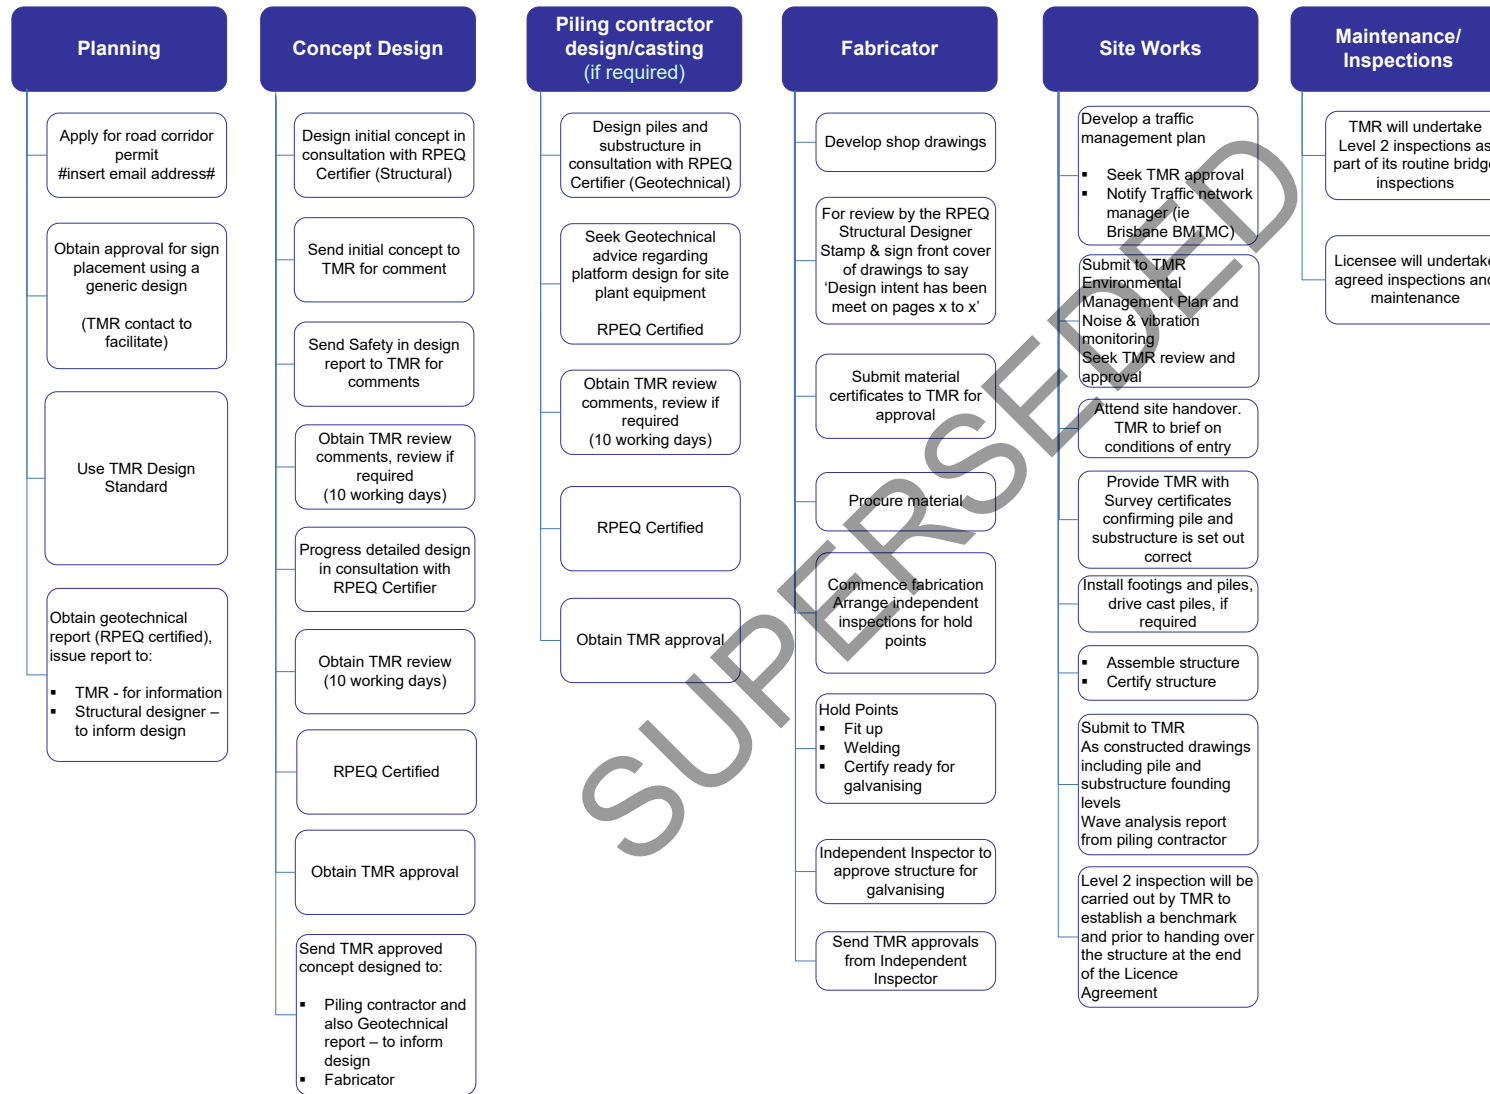 Planning
Apply for road corridor
permit
#insert email address#
Obtain approval for sign
placement using a
generic design
(TMR contact to
facilitate)
Use TMR Design
Standard
Obtain geotechnical
report (RPEQ certified),
issue report to:
▪ TMR - for information
▪ Structural designer –
to inform design
Concept Design
Design initial concept in
consultation with RPEQ
Certifier (Structural)
Send initial concept to
TMR for comment
Send Safety in design
report to TMR for
comments
Obtain TMR review
comments, review if
required
(10 working days)
Progress detailed design
in consultation with
RPEQ Certifier
Obtain TMR review
(10 working days)
RPEQ Certified
Obtain TMR approval
Send TMR approved
concept designed to:
▪ Piling contractor and
also Geotechnical
report – to inform
design
▪ Fabricator
Piling contractor
design/casting
(if required)
Design piles and
substructure in
consultation with RPEQ
Certifier (Geotechnical)
Seek Geotechnical
advice regarding
platform design for site
plant equipment
RPEQ Certified
Obtain TMR review
comments, review if
required
(10 working days)
RPEQ Certified
Obtain TMR approval
Fabricator
Develop shop drawings
For review by the RPEQ
Structural Designer
Stamp & sign front cover
of drawings to say
‘Design intent has been
meet on pages x to x’
Submit material
certificates to TMR for
approval
Procure material
Commence fabrication
Arrange independent
inspections for hold
points
Hold Points
▪ Fit up
▪ Welding
▪ Certify ready for
galvanising
Independent Inspector to
approve structure for
galvanising
Send TMR approvals
from Independent
Inspector
Site Works
Develop a traffic
management plan
▪ Seek TMR approval
▪ Notify Traffic network
manager (ie
Brisbane BMTMC)
Submit to TMR
Environmental
Management Plan and
Noise & vibration
monitoring
Seek TMR review and
approval
Attend site handover.
TMR to brief on
conditions of entry
Provide TMR with
Survey certificates
confirming pile and
substructure is set out
correct
Install footings and piles,
drive cast piles, if
required
▪ Assemble structure
▪ Certify structure
Submit to TMR
As constructed drawings
including pile and
substructure founding
levels
Wave analysis report
from piling contractor
Level 2 inspection will be
carried out by TMR to
establish a benchmark
and prior to handing over
the structure at the end
of the Licence
Agreement
Maintenance/
Inspections
TMR will undertake
Level 2 inspections as
part of its routine bridge
inspections
Licensee will undertake
agreed inspections and
maintenance
SUPERSEDED